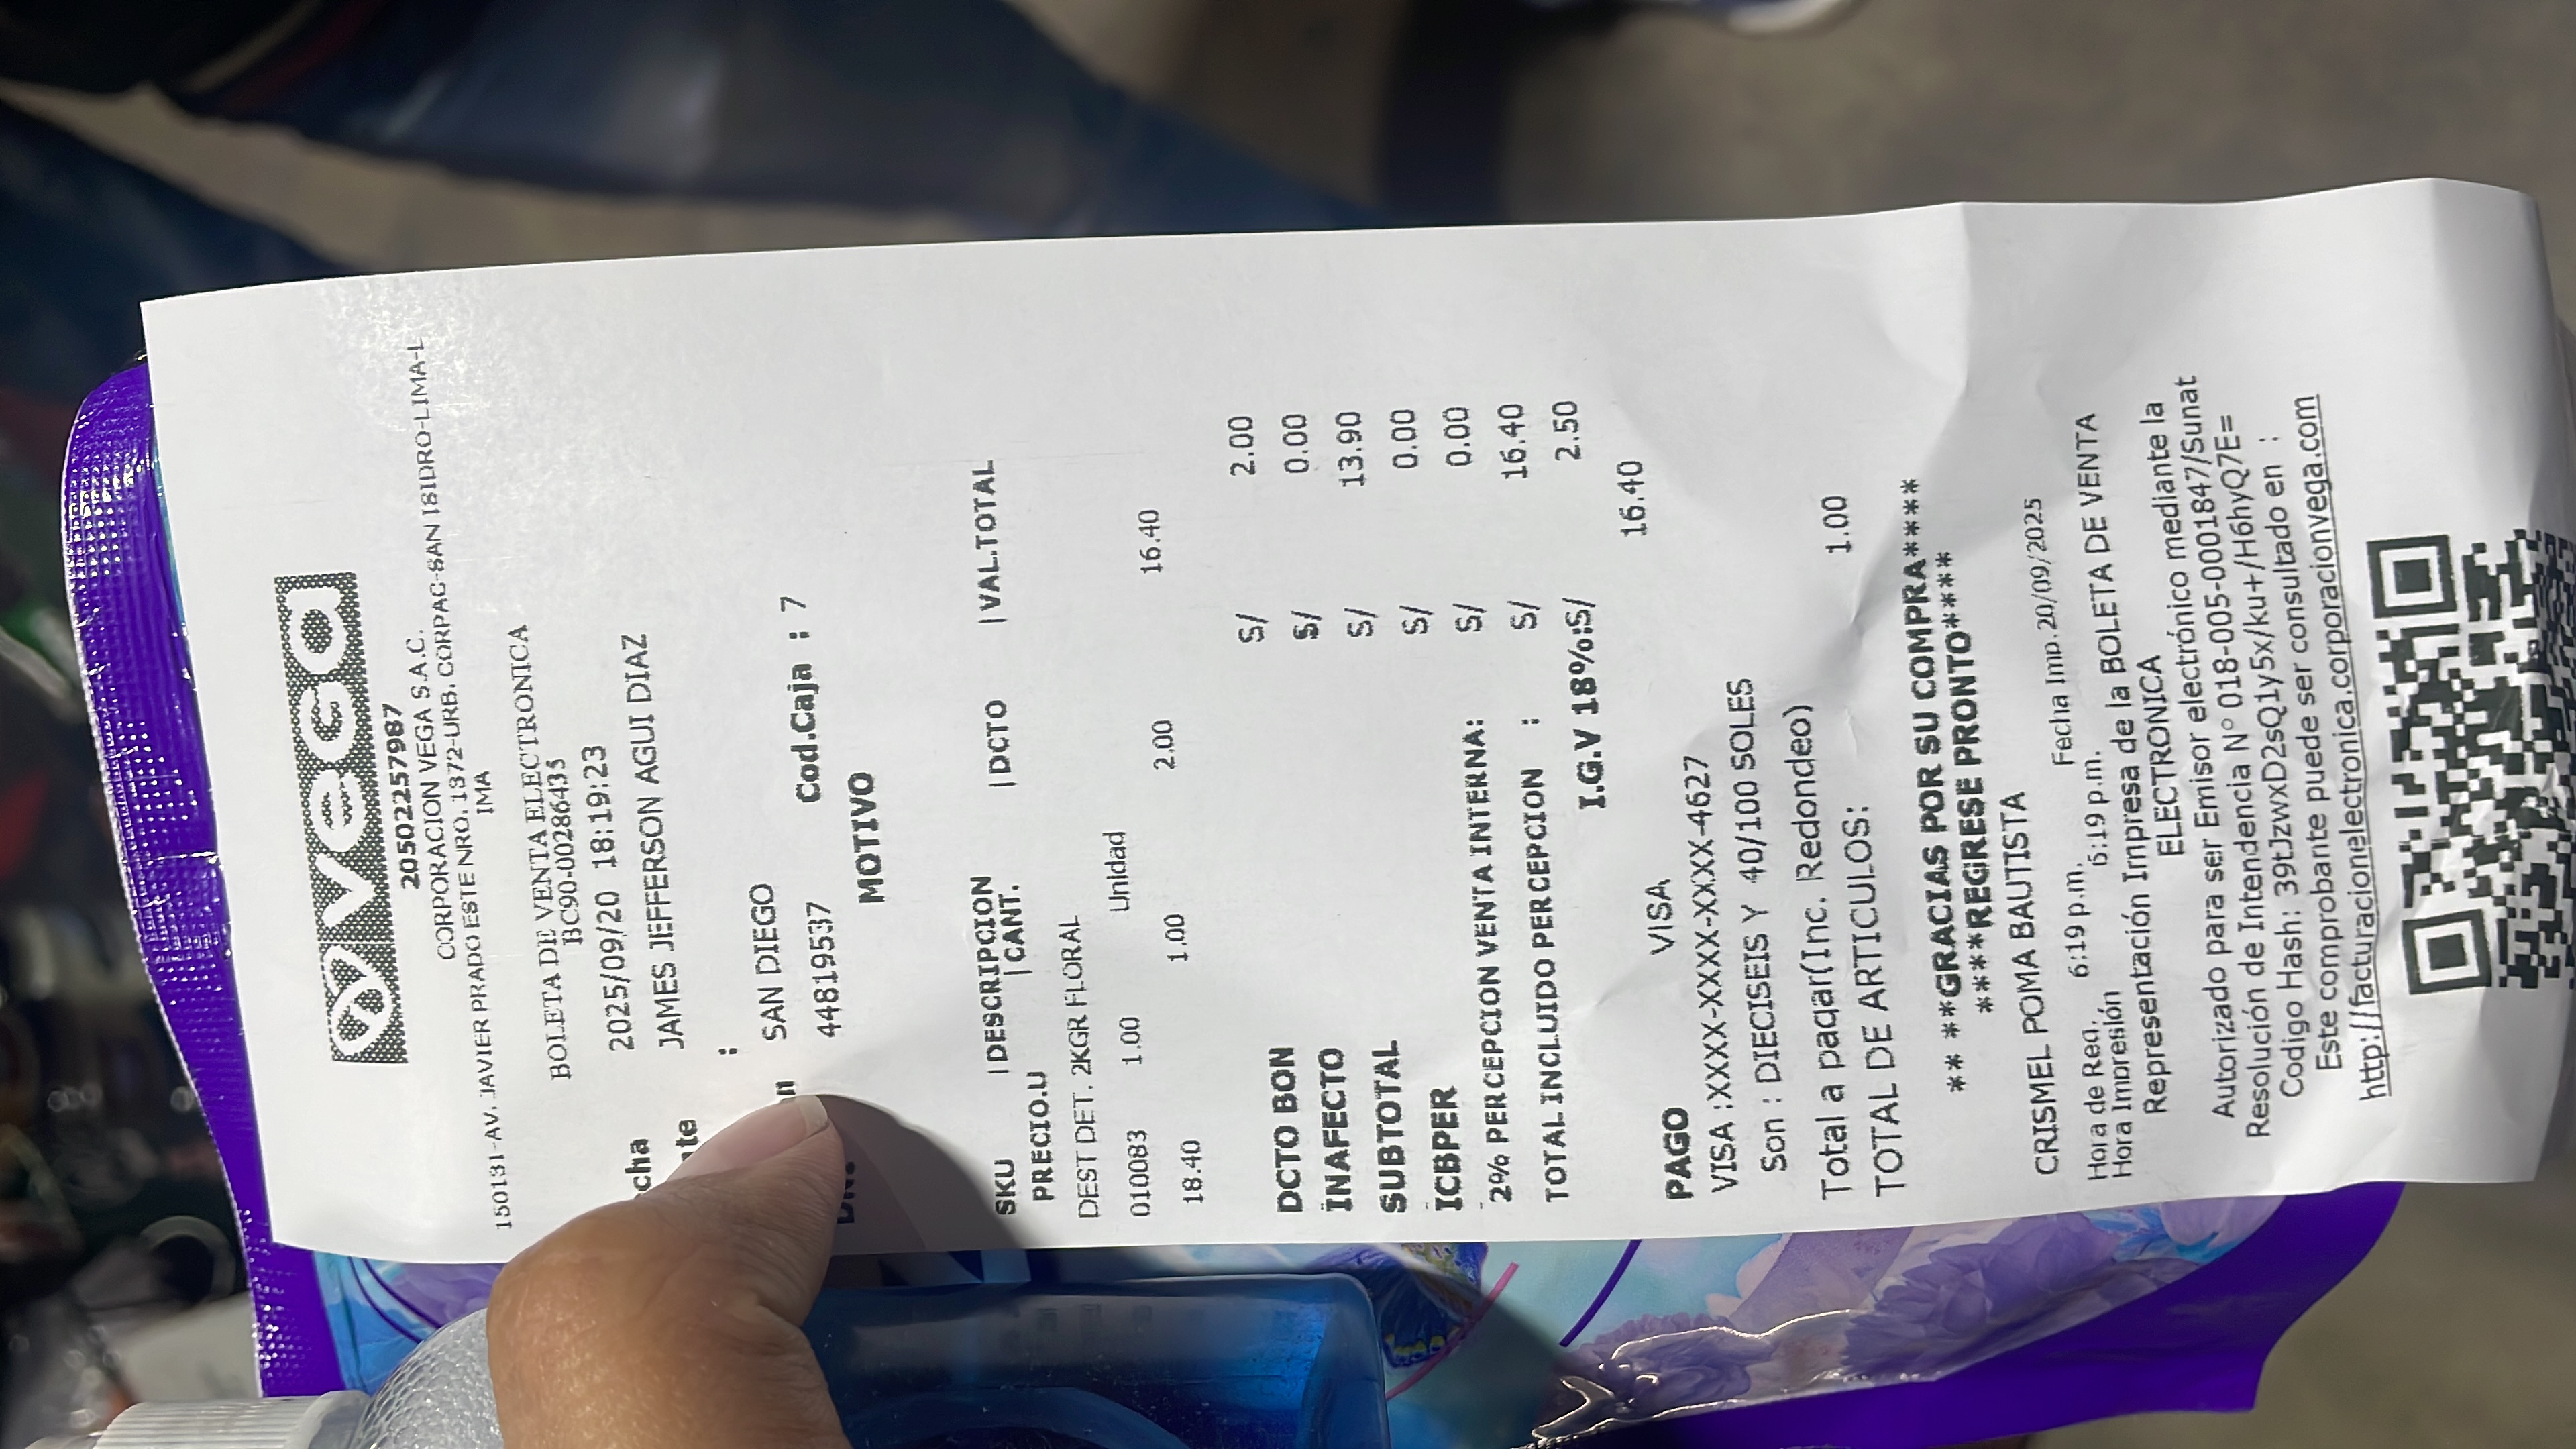 vega
20502257987
CORPORACION VEGA S.A.C.
150131-AV. JAVIER PRADO ESTE NRO. 1372-URB. CORPAC-SAN ISIDRO-LIMA-L
IMA
BOLETA DE VENTA ELECTRONICA
BC90-00286435
cha 2025/09/20 18:19:23
nte JAMES JEFFERSON AGUI DIAZ
:
n SAN DIEGO
44819537 Cod.Caja : 7
MOTIVO
SKU |DESCRIPCION |DCTO |VAL.TOTAL
PRECIO.U |CANT.
DEST DET. 2KGR FLORAL
010083 1.00 Unidad
18.40 1.00 2.00 16.40
DCTO BON S/ 2.00
INAFECTO S/ 0.00
SUBTOTAL S/ 13.90
ICBPER S/ 0.00
2% PERCEPCION VENTA INTERNA: S/ 0.00
TOTAL INCLUIDO PERCEPCION : S/ 16.40
I.G.V 18%:S/ 2.50
PAGO VISA 16.40
VISA :XXXX-XXXX-XXXX-4627
Son : DIECISEIS Y 40/100 SOLES
Total a pagar(Inc. Redondeo)
TOTAL DE ARTICULOS: 1.00
** **GRACIAS POR SU COMPRA****
****REGRESE PRONTO****
CRISMEL POMA BAUTISTA
Hora de Reg. 6:19 p.m. Fecha Imp.20/09/2025
Hora Impresión 6:19 p.m.
Representación Impresa de la BOLETA DE VENTA
ELECTRONICA
Autorizado para ser Emisor electrónico mediante la
Resolución de Intendencia N° 018-005-0001847/Sunat
Codigo Hash: 39tJzwxD2sQ1y5x/ku+/H6hyQ7E=
Este comprobante puede ser consultado en :
http://facturacionelectronica.corporacionvega.com